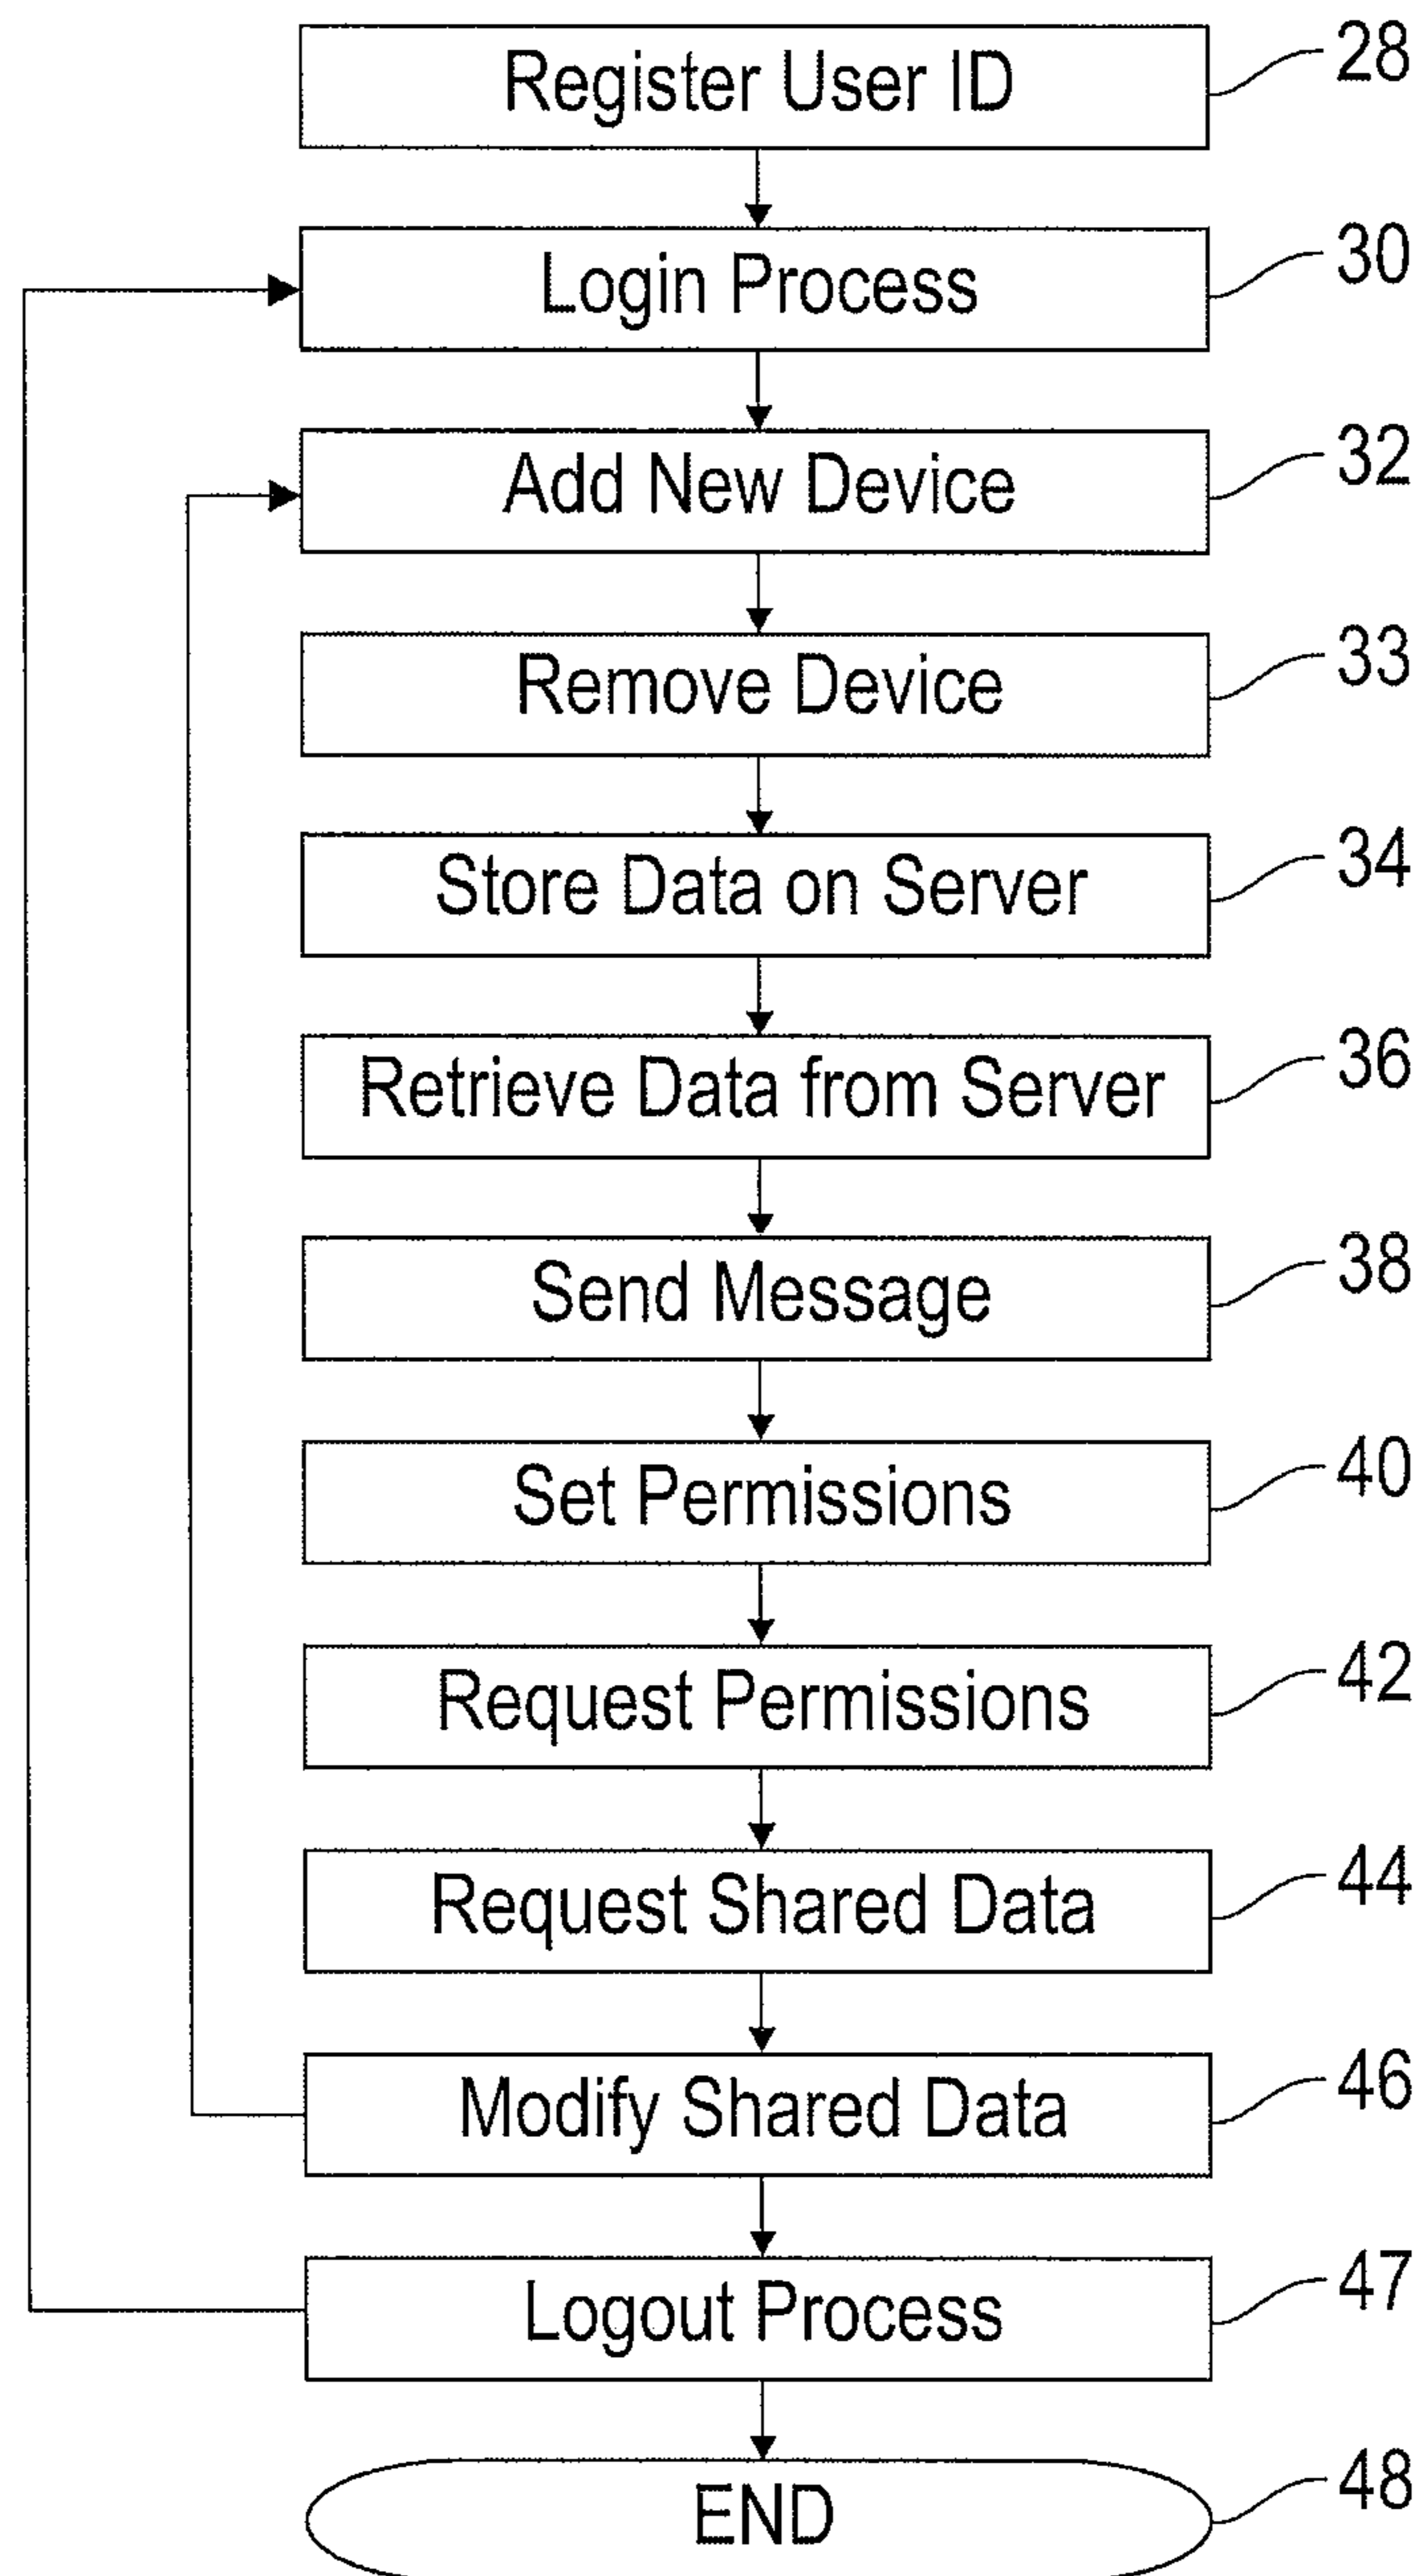 Register User ID 28
Login Process 30
Add New Device 32
Remove Device 33
Store Data on Server 34
Retrieve Data from Server 36
Send Message 38
Set Permissions 40
Request Permissions 42
Request Shared Data 44
Modify Shared Data 46
Logout Process 47
END 48